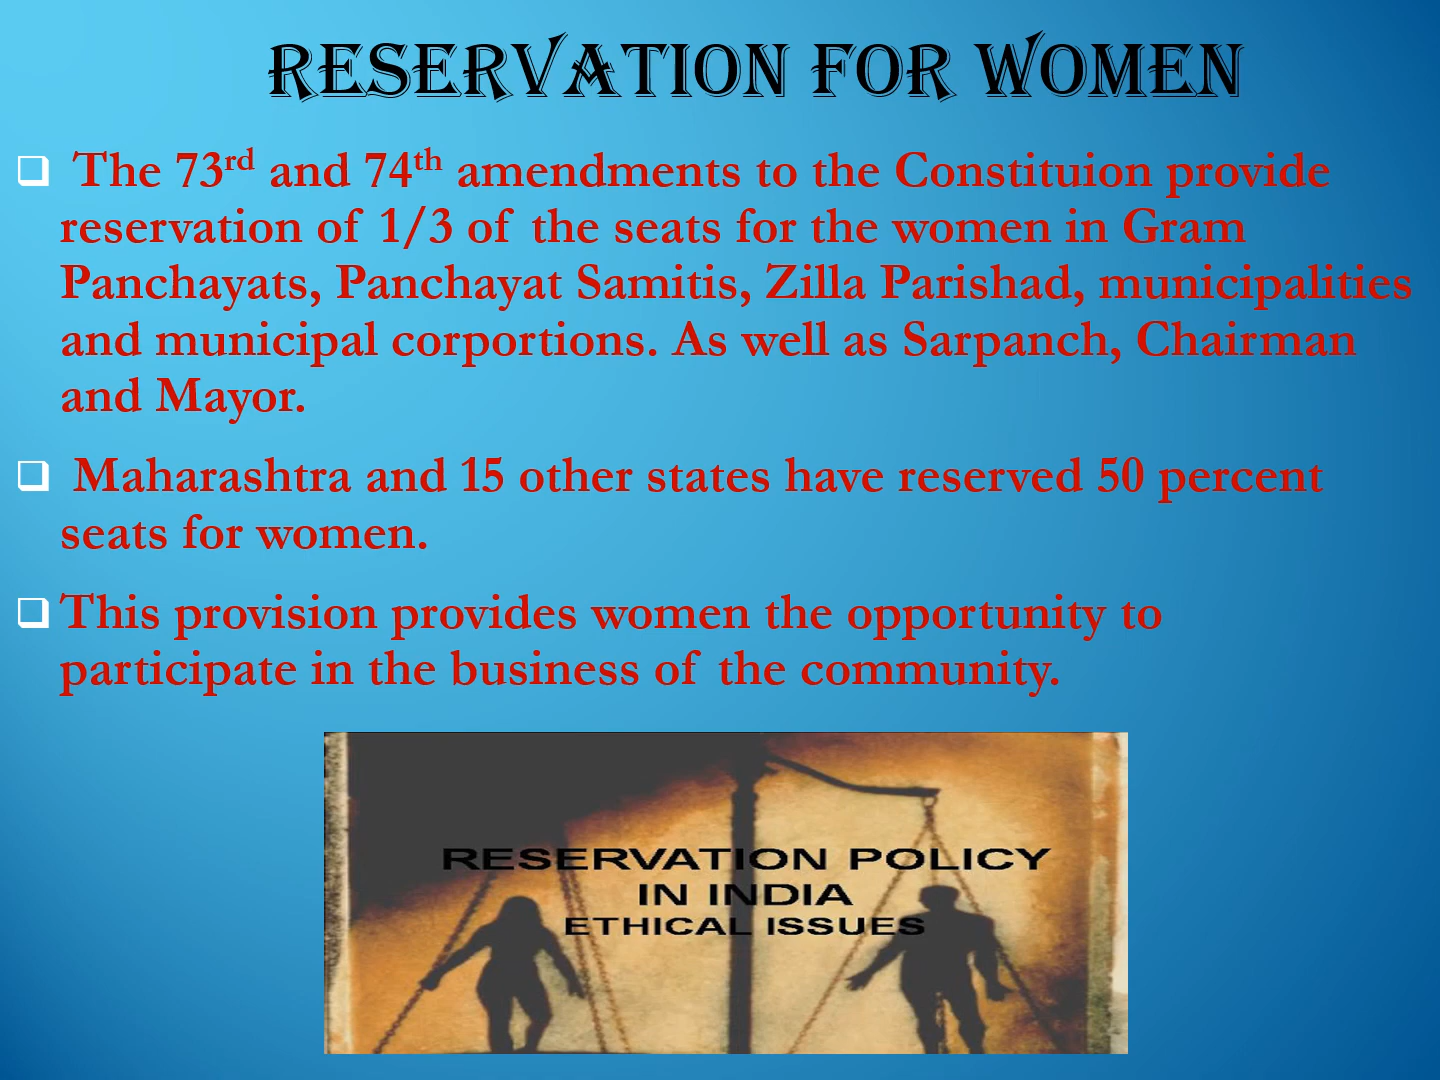 RESERVATION FOR WOMEN
The 73rd and 74th amendments to the Constituion provide
reservation of 1/3 of the seats for the women in Gram
Panchayats, Panchayat Samitis, Zilla Parishad, municipalities
and municipal corportions. As well as Sarpanch, Chairman
and Mayor.
Maharashtra and 15 other states have reserved 50 percent
seats for women.
This provision provides women the opportunity to
participate in the business of the community.
RESERVATION POLICY
IN INDIA
ETHICAL ISSUES